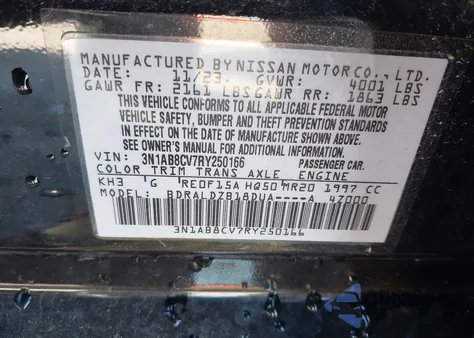 MANUFACTURED BY NISSAN MOTOR CO., LTD.
DATE: 11/23 GVWR: 4001 LBS
GAWR FR: 2161 LBS GAWR RR: 1863 LBS
THIS VEHICLE CONFORMS TO ALL APPLICABLE FEDERAL MOTOR
VEHICLE SAFETY, BUMPER AND THEFT PREVENTION STANDARDS
IN EFFECT ON THE DATE OF MANUFACTURE SHOWN ABOVE.
SEE OWNER'S MANUAL FOR ADDITIONAL INFORMATION.
VIN: 3N1AB8CV7RY250166 PASSENGER CAR.
COLOR TRIM TRANS AXLE ENGINE
KH3 G RE0F15A HQ50 MR20 1997 CC
MODEL: BDRALDZB18DUA----A 4Z000
3N1AB8CV7RY250166